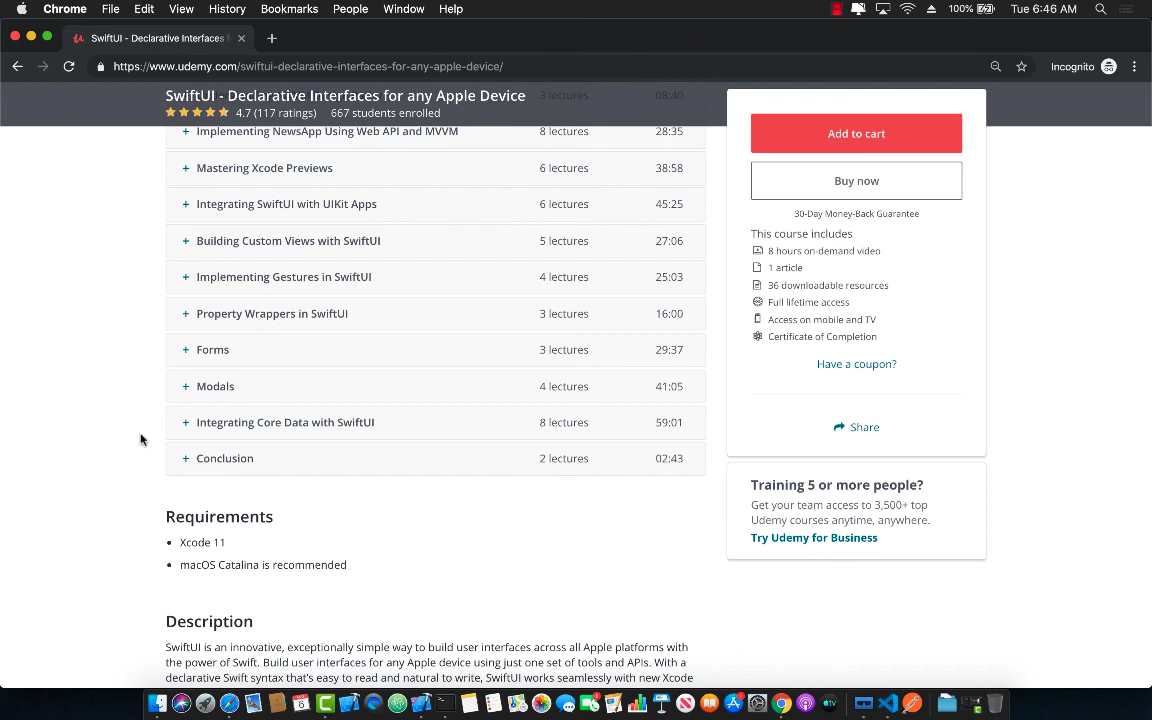 Chrome File Edit View History Bookmarks People Window Help 100% Tue 6:46 AM
SwiftUI - Declarative Interfaces
https://www.udemy.com/swiftui-declarative-interfaces-for-any-apple-device/ Incognito
SwiftUI - Declarative Interfaces for any Apple Device 3 lectures 08:40
4.7 (117 ratings) 667 students enrolled
+ Implementing NewsApp Using Web API and MVVM 8 lectures 28:35
+ Mastering Xcode Previews 6 lectures 38:58
+ Integrating SwiftUI with UIKit Apps 6 lectures 45:25
+ Building Custom Views with SwiftUI 5 lectures 27:06
+ Implementing Gestures in SwiftUI 4 lectures 25:03
+ Property Wrappers in SwiftUI 3 lectures 16:00
+ Forms 3 lectures 29:37
+ Modals 4 lectures 41:05
+ Integrating Core Data with SwiftUI 8 lectures 59:01
+ Conclusion 2 lectures 02:43
Requirements
• Xcode 11
• macOS Catalina is recommended
Description
SwiftUI is an innovative, exceptionally simple way to build user interfaces across all Apple platforms with
the power of Swift. Build user interfaces for any Apple device using just one set of tools and APIs. With a
declarative Swift syntax that's easy to read and natural to write, SwiftUI works seamlessly with new Xcode
Add to cart
Buy now
30-Day Money-Back Guarantee
This course includes
8 hours on-demand video
1 article
36 downloadable resources
Full lifetime access
Access on mobile and TV
Certificate of Completion
Have a coupon?
Share
Training 5 or more people?
Get your team access to 3,500+ top
Udemy courses anytime, anywhere.
Try Udemy for Business